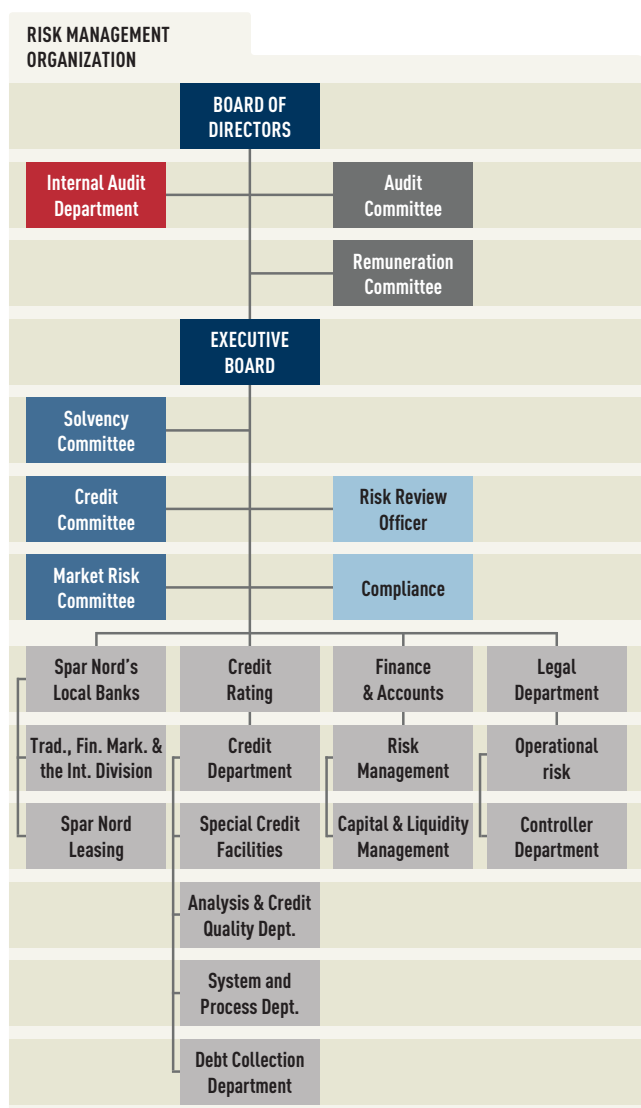 RISK MANAGEMENT
ORGANIZATION
BOARD OF
DIRECTORS
Internal Audit
Department
Audit
Committee
Remuneration
Committee
EXECUTIVE
BOARD
Solvency
Committee
Credit
Committee
Risk Review
Officer
Market Risk
Committee
Compliance
Spar Nord's
Local Banks
Credit
Rating
Finance
& Accounts
Legal
Department
Trad., Fin. Mark. &
the Int. Division
Credit
Department
Risk
Management
Operational
risk
Spar Nord
Leasing
Special Credit
Facilities
Capital & Liquidity
Management
Controller
Department
Analysis & Credit
Quality Dept.
System and
Process Dept.
Debt Collection
Department